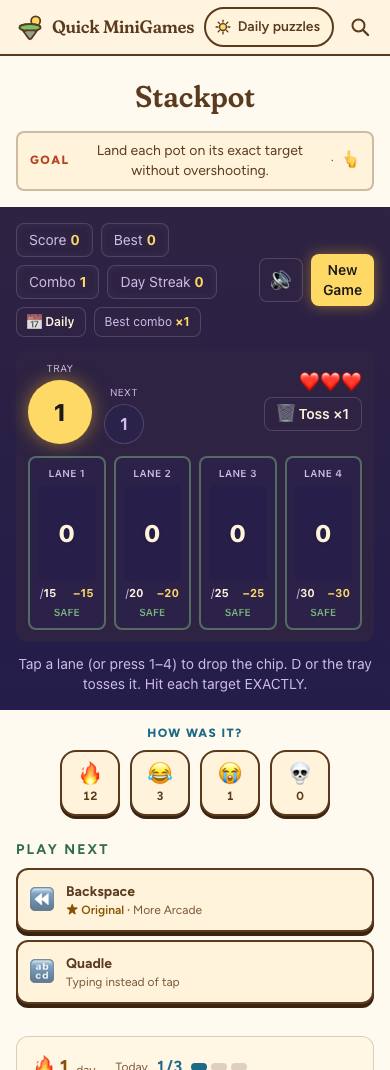 Quick MiniGames
Daily puzzles
Stackpot
GOAL
Land each pot on its exact target
without overshooting.
Score 0
Best 0
Combo 1
Day Streak 0
New
Game
Daily
Best combo ×1
TRAY
1
NEXT
1
Toss ×1
LANE 1
0
/15 −15
SAFE
LANE 2
0
/20 −20
SAFE
LANE 3
0
/25 −25
SAFE
LANE 4
0
/30 −30
SAFE
Tap a lane (or press 1–4) to drop the chip. D or the tray
tosses it. Hit each target EXACTLY.
HOW WAS IT?
12
3
1
0
PLAY NEXT
Backspace
★ Original · More Arcade
Quadle
Typing instead of tap
1 day
Today 1/3